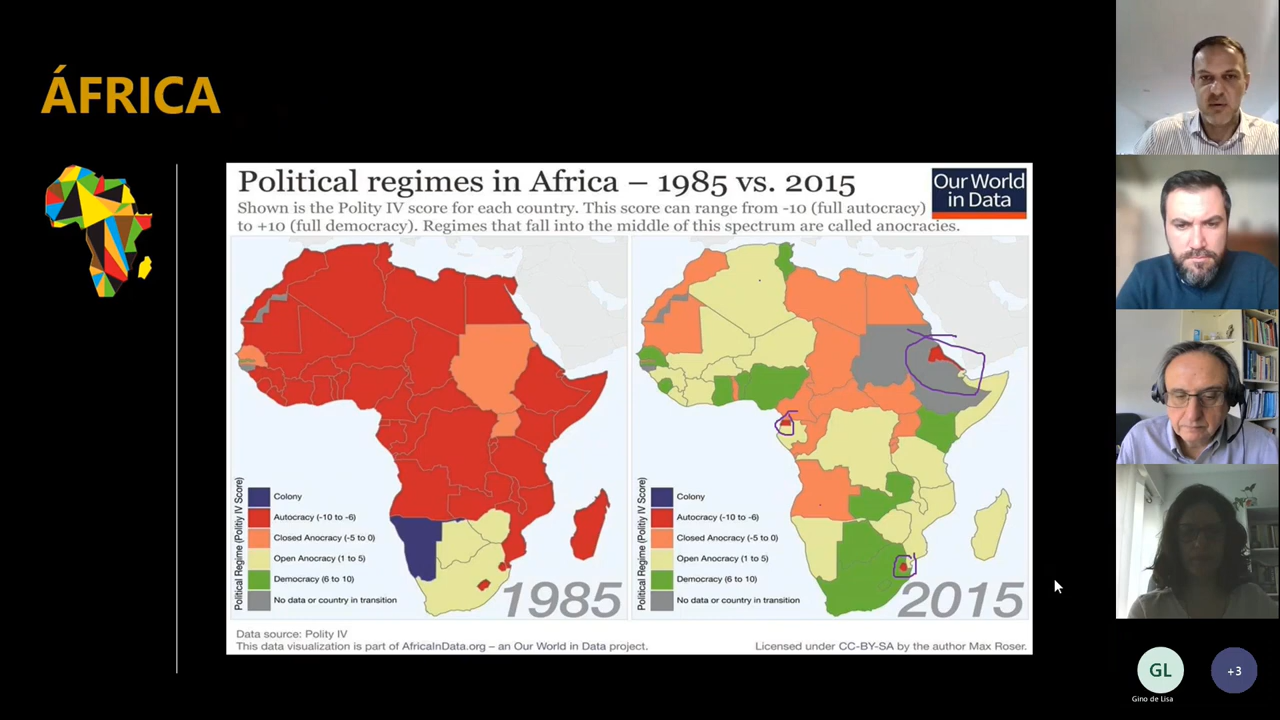 ÁFRICA
Political regimes in Africa – 1985 vs. 2015
Shown is the Polity IV score for each country. This score can range from -10 (full autocracy)
to +10 (full democracy). Regimes that fall into the middle of this spectrum are called anocracies.
Our World
in Data
Political Regime (Politiy IV Score)
Colony
Autocracy (-10 to -6)
Closed Anocracy (-5 to 0)
Open Anocracy (1 to 5)
Democracy (6 to 10)
No data or country in transition
1985
Political Regime (Politiy IV Score)
Colony
Autocracy (-10 to -6)
Closed Anocracy (-5 to 0)
Open Anocracy (1 to 5)
Democracy (6 to 10)
No data or country in transition
2015
Data source: Polity IV
This data visualization is part of AfricaInData.org – an Our World in Data project.
Licensed under CC-BY-SA by the author Max Roser.
GL
Gino de Lisa
+3